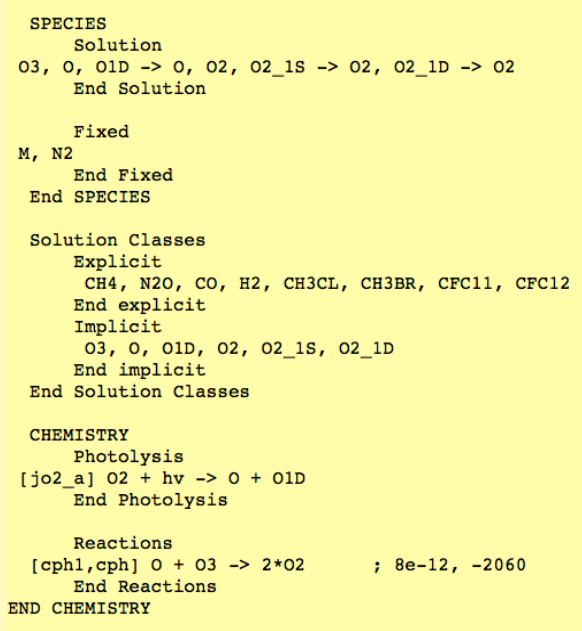 SPECIES
Solution
O3, O, O1D -> O, O2, O2_1S -> O2, O2_1D -> O2
End Solution
Fixed
M, N2
End Fixed
End SPECIES
Solution Classes
Explicit
CH4, N2O, CO, H2, CH3CL, CH3BR, CFC11, CFC12
End explicit
Implicit
O3, O, O1D, O2, O2_1S, O2_1D
End implicit
End Solution Classes
CHEMISTRY
Photolysis
[jo2_a] O2 + hv -> O + O1D
End Photolysis
Reactions
[cph1,cph] O + O3 -> 2*O2 ; 8e-12, -2060
End Reactions
END CHEMISTRY